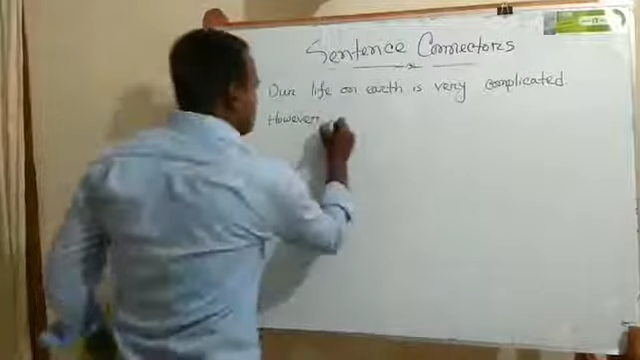 Sentence Connectors
Our life on earth is very complicated.
However,